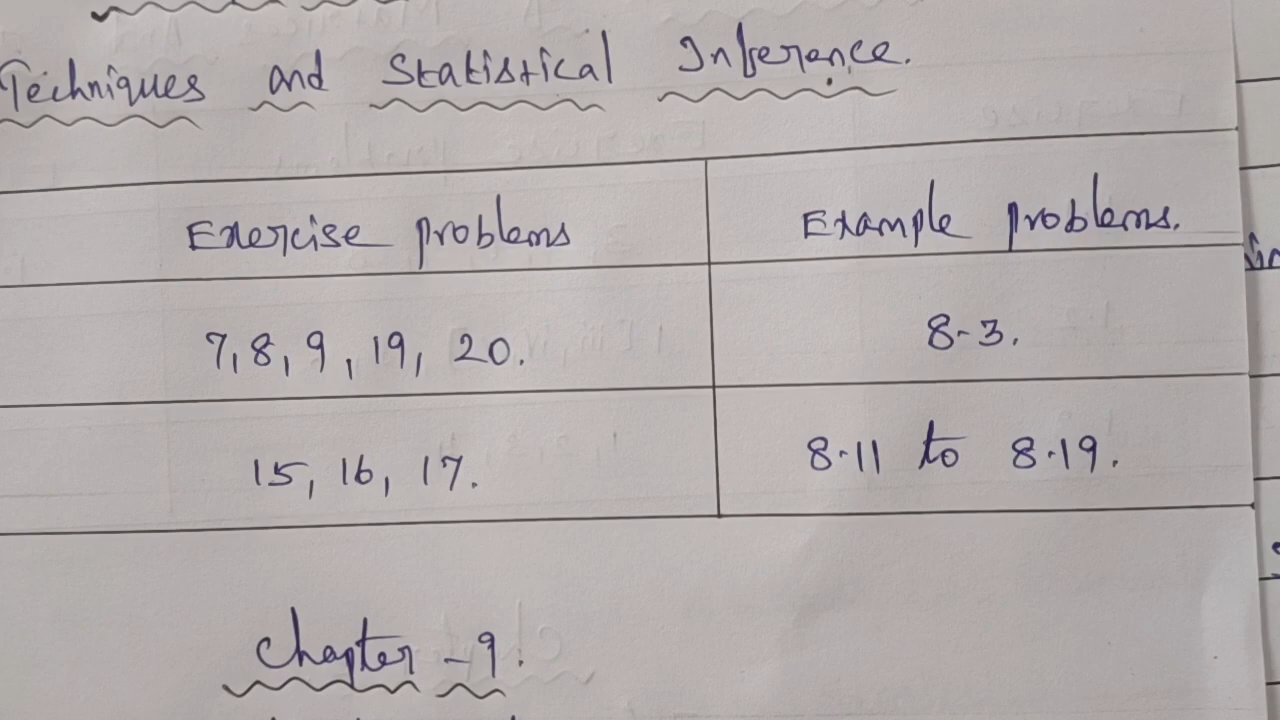 Techniques and Statistical Inference.
Exercise problems Example problems.
7, 8, 9, 19, 20. 8-3.
15, 16, 17. 8.11 to 8.19.
Chapter - 9.